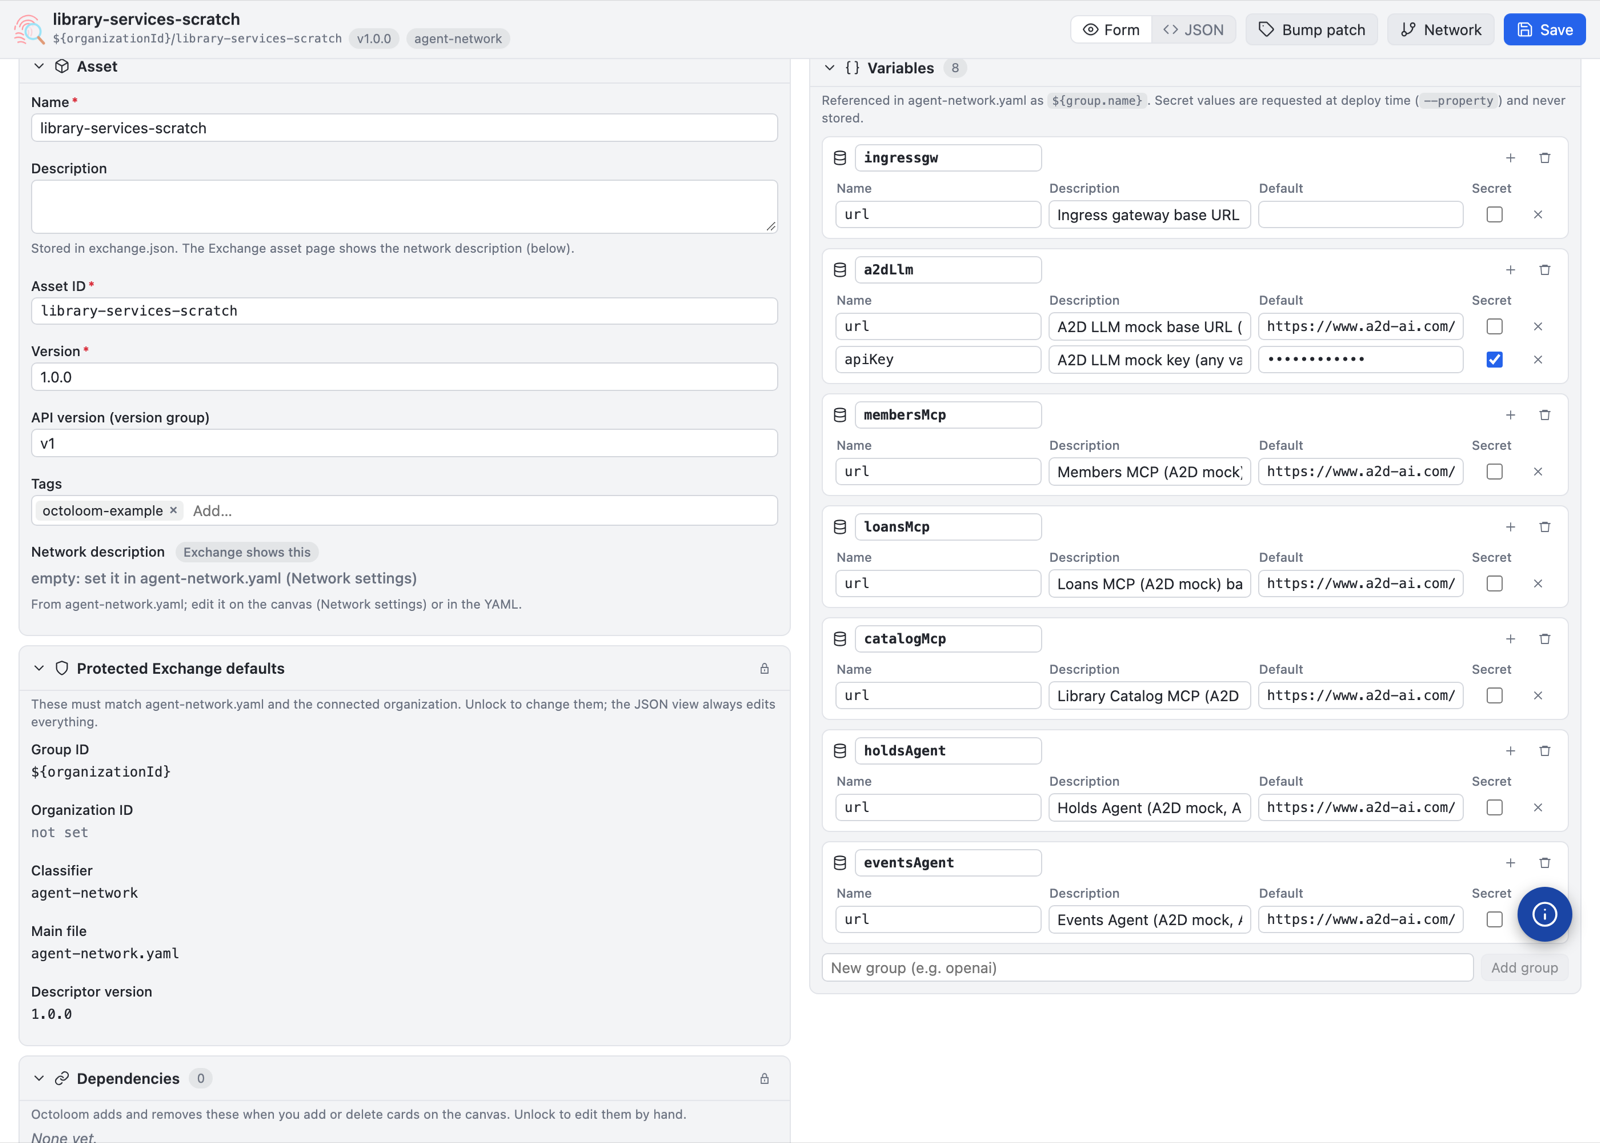 library-services-scratch
${organizationId}/library-services-scratch v1.0.0 agent-network
Form JSON Bump patch Network Save
Asset
Name*
library-services-scratch
Description
Stored in exchange.json. The Exchange asset page shows the network description (below).
Asset ID*
library-services-scratch
Version*
1.0.0
API version (version group)
v1
Tags
octoloom-example × Add...
Network description Exchange shows this
empty: set it in agent-network.yaml (Network settings)
From agent-network.yaml; edit it on the canvas (Network settings) or in the YAML.
Protected Exchange defaults
These must match agent-network.yaml and the connected organization. Unlock to change them; the JSON view always edits
everything.
Group ID
${organizationId}
Organization ID
not set
Classifier
agent-network
Main file
agent-network.yaml
Descriptor version
1.0.0
Dependencies 0
Octoloom adds and removes these when you add or delete cards on the canvas. Unlock to edit them by hand.
None yet.
{} Variables 8
Referenced in agent-network.yaml as ${group.name}. Secret values are requested at deploy time (--property) and never
stored.
ingressgw
Name Description Default Secret
url Ingress gateway base URL
a2dLlm
Name Description Default Secret
url A2D LLM mock base URL ( https://www.a2d-ai.com/
apiKey A2D LLM mock key (any va ••••••••••••
membersMcp
Name Description Default Secret
url Members MCP (A2D mock) https://www.a2d-ai.com/
loansMcp
Name Description Default Secret
url Loans MCP (A2D mock) ba https://www.a2d-ai.com/
catalogMcp
Name Description Default Secret
url Library Catalog MCP (A2D https://www.a2d-ai.com/
holdsAgent
Name Description Default Secret
url Holds Agent (A2D mock, A https://www.a2d-ai.com/
eventsAgent
Name Description Default Secret
url Events Agent (A2D mock, https://www.a2d-ai.com/
New group (e.g. openai) Add group